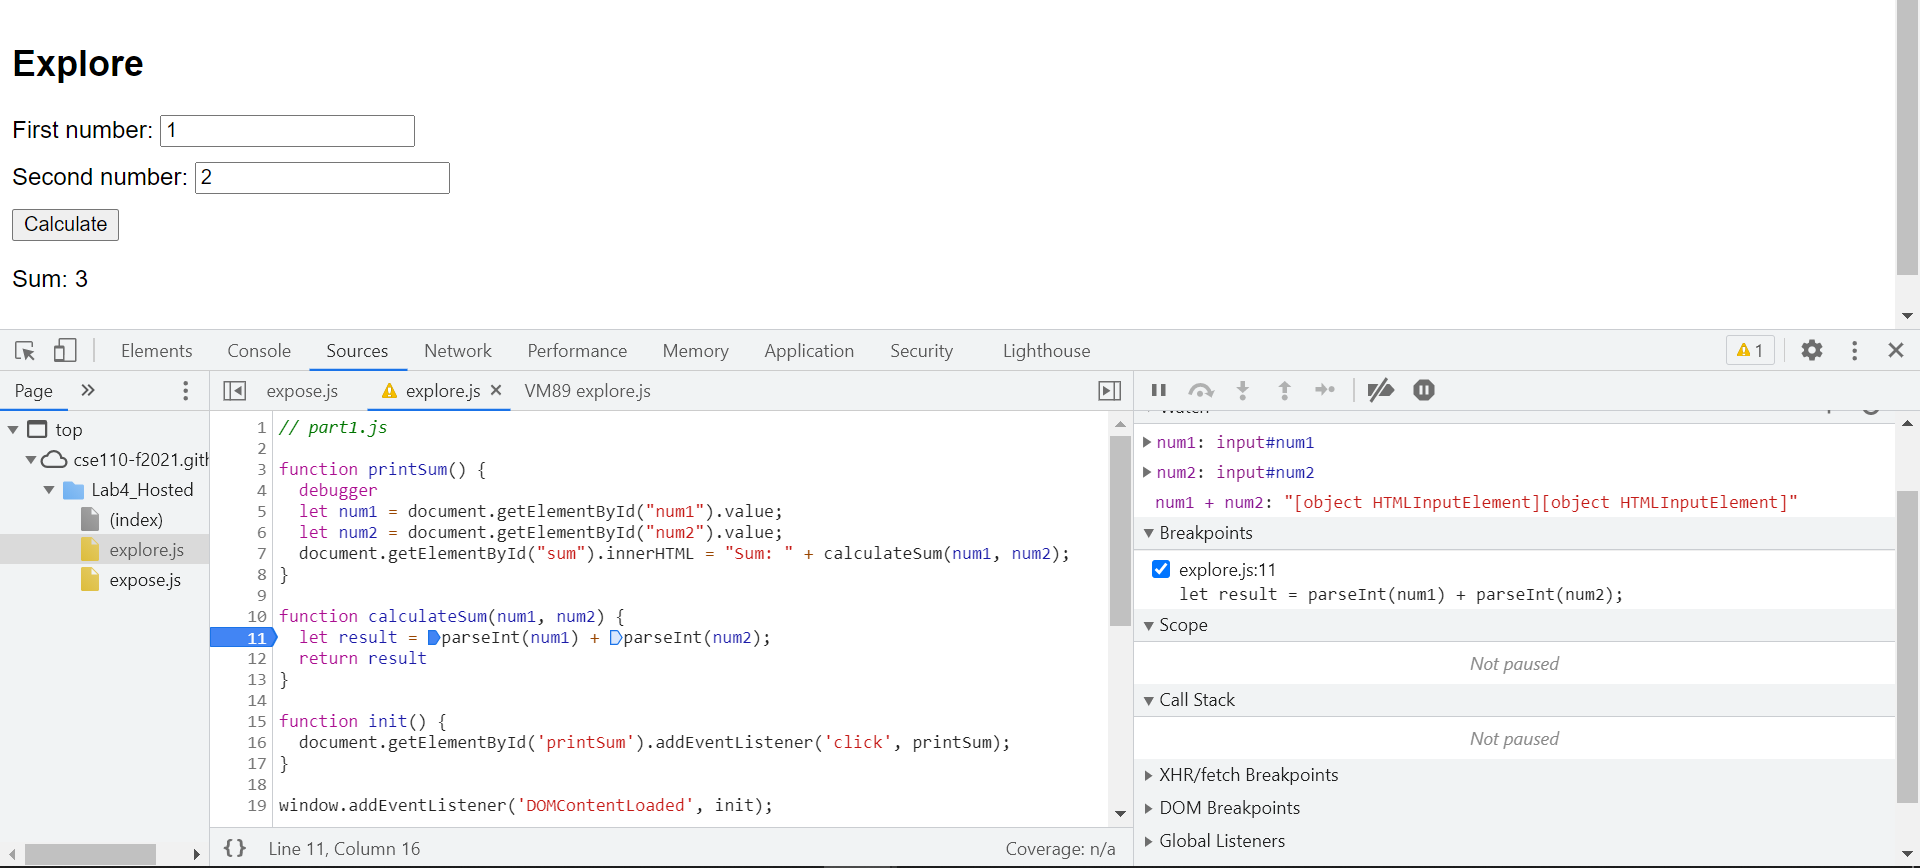 Explore
First number: 1
Second number: 2
Calculate
Sum: 3
Elements Console Sources Network Performance Memory Application Security Lighthouse 1
Page expose.js explore.js VM89 explore.js
top
cse110-f2021.gith
Lab4_Hosted
(index)
explore.js
expose.js
1 // part1.js
2
3 function printSum() {
4 debugger
5 let num1 = document.getElementById("num1").value;
6 let num2 = document.getElementById("num2").value;
7 document.getElementById("sum").innerHTML = "Sum: " + calculateSum(num1, num2);
8 }
9
10 function calculateSum(num1, num2) {
11 let result = parseInt(num1) + parseInt(num2);
12 return result
13 }
14
15 function init() {
16 document.getElementById('printSum').addEventListener('click', printSum);
17 }
18
19 window.addEventListener('DOMContentLoaded', init);
{} Line 11, Column 16 Coverage: n/a
Watch
num1: input#num1
num2: input#num2
num1 + num2: "[object HTMLInputElement][object HTMLInputElement]"
Breakpoints
explore.js:11
let result = parseInt(num1) + parseInt(num2);
Scope
Not paused
Call Stack
Not paused
XHR/fetch Breakpoints
DOM Breakpoints
Global Listeners